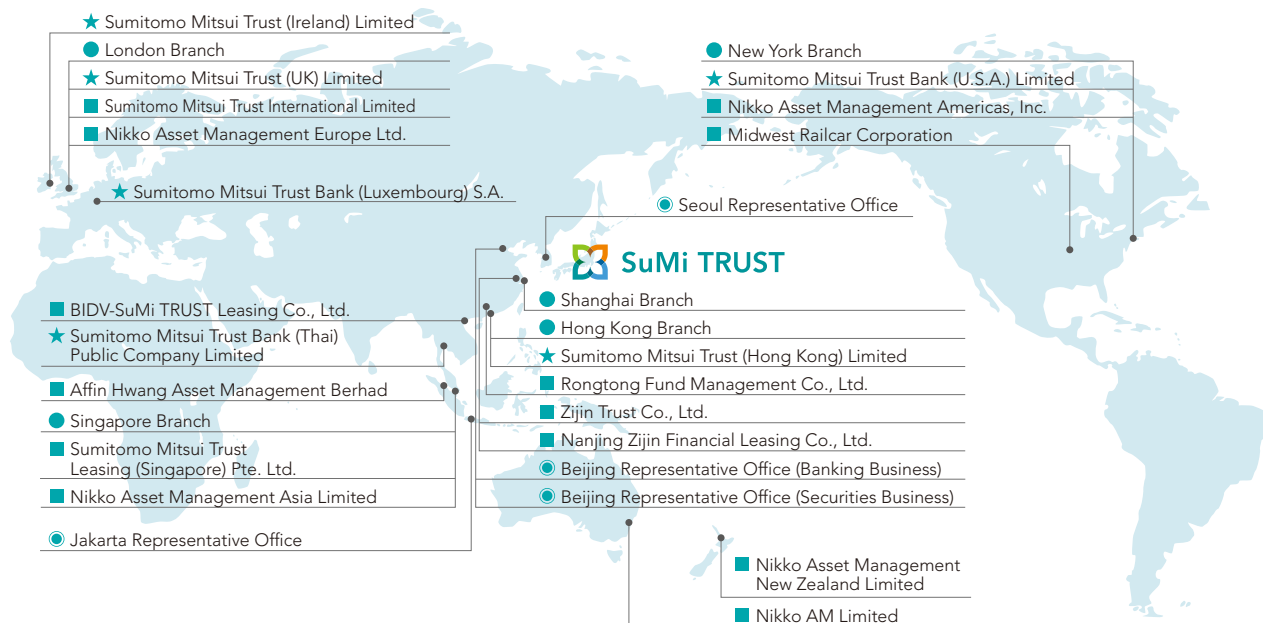 Sumitomo Mitsui Trust (Ireland) Limited
London Branch
Sumitomo Mitsui Trust (UK) Limited
Sumitomo Mitsui Trust International Limited
Nikko Asset Management Europe Ltd.
Sumitomo Mitsui Trust Bank (Luxembourg) S.A.
New York Branch
Sumitomo Mitsui Trust Bank (U.S.A.) Limited
Nikko Asset Management Americas, Inc.
Midwest Railcar Corporation
Seoul Representative Office
SuMi TRUST
BIDV-SuMi TRUST Leasing Co., Ltd.
Sumitomo Mitsui Trust Bank (Thai)
Public Company Limited
Affin Hwang Asset Management Berhad
Singapore Branch
Sumitomo Mitsui Trust
Leasing (Singapore) Pte. Ltd.
Nikko Asset Management Asia Limited
Jakarta Representative Office
Shanghai Branch
Hong Kong Branch
Sumitomo Mitsui Trust (Hong Kong) Limited
Rongtong Fund Management Co., Ltd.
Zijin Trust Co., Ltd.
Nanjing Zijin Financial Leasing Co., Ltd.
Beijing Representative Office (Banking Business)
Beijing Representative Office (Securities Business)
Nikko Asset Management
New Zealand Limited
Nikko AM Limited